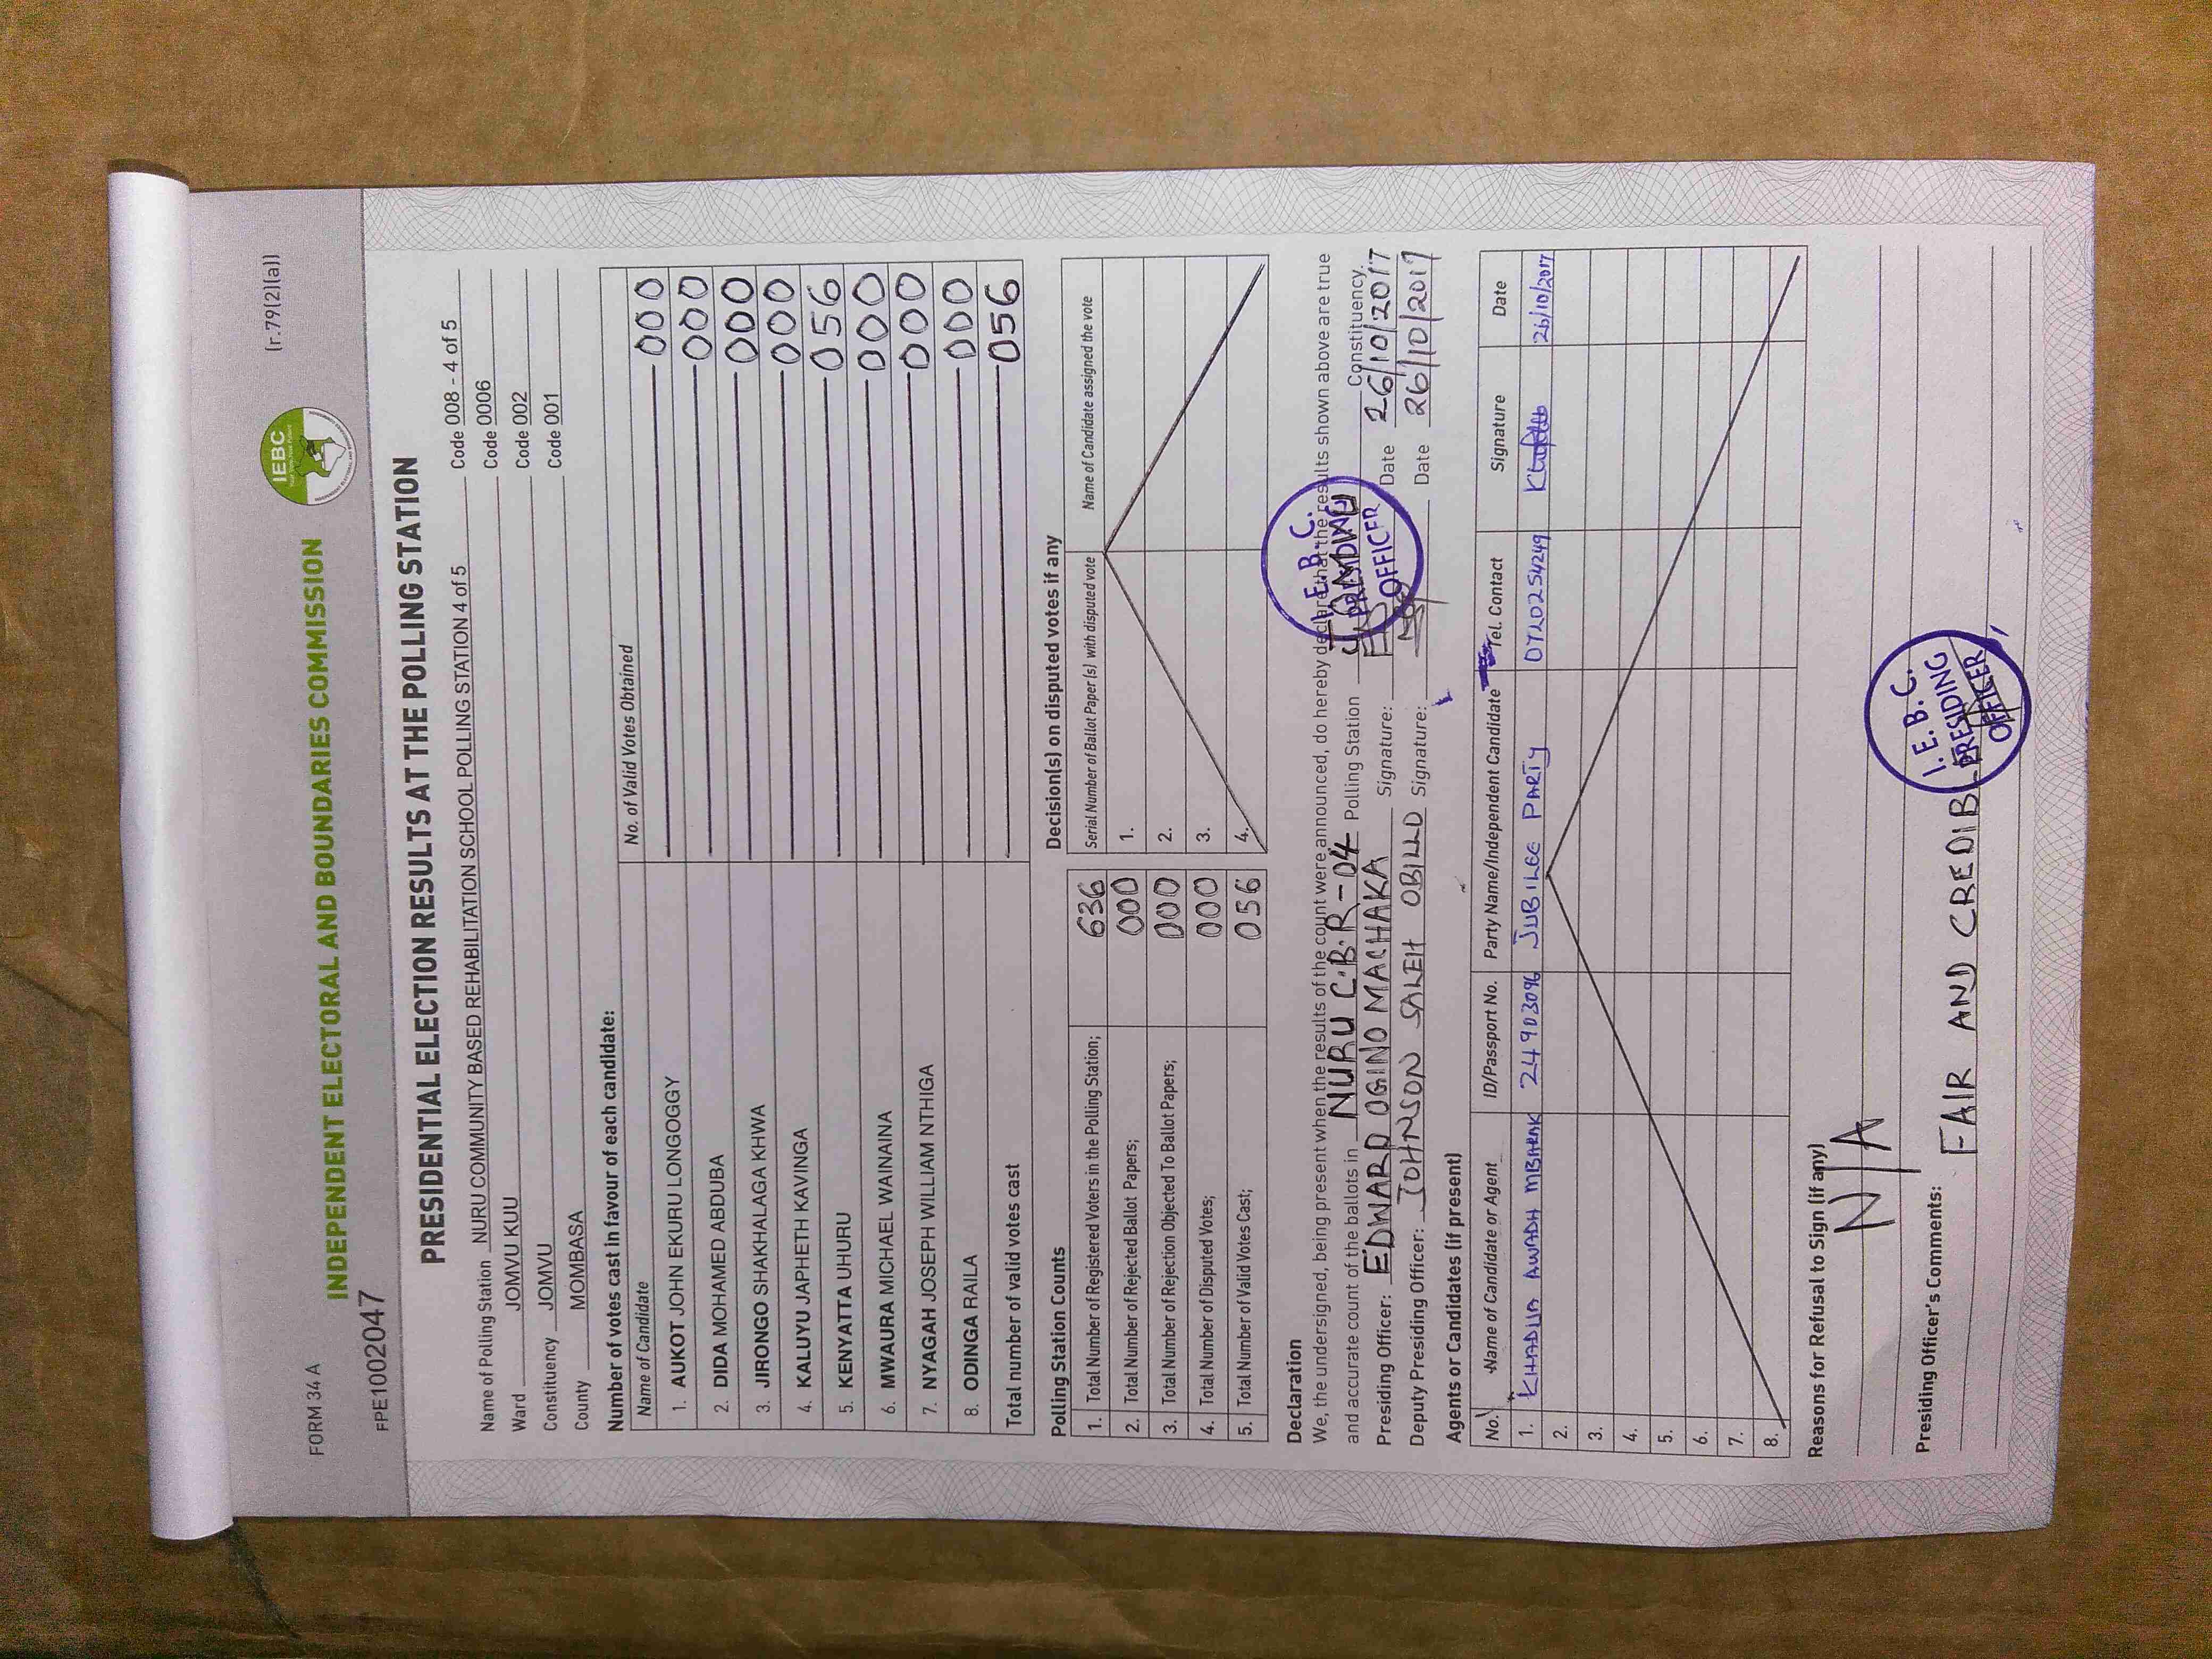 FORM 34 A
(r.79(2)(a))
INDEPENDENT ELECTORAL AND BOUNDARIES COMMISSION
IEBC
FPE1002047
PRESIDENTIAL ELECTION RESULTS AT THE POLLING STATION
Name of Polling Station NURU COMMUNITY BASED REHABILITATION SCHOOL POLLING STATION 4 of 5 Code 008 - 4 of 5
Ward JOMVU KUU Code 0006
Constituency JOMVU Code 002
County MOMBASA Code 001
Number of votes cast in favour of each candidate:
Name of Candidate No. of Valid Votes Obtained
1. AUKOT JOHN EKURU LONGOGGY 000
2. DIDA MOHAMED ABDUBA 000
3. JIRONGO SHAKHALAGA KHWA 000
4. KALUYU JAPHETH KAVINGA 000
5. KENYATTA UHURU 056
6. MWAURA MICHAEL WAINAINA 000
7. NYAGAH JOSEPH WILLIAM NTHIGA 000
8. ODINGA RAILA 000
Total number of valid votes cast 056
Polling Station Counts
1. Total Number of Registered Voters in the Polling Station; 636
2. Total Number of Rejected Ballot Papers; 000
3. Total Number of Rejection Objected To Ballot Papers; 000
4. Total Number of Disputed Votes; 000
5. Total Number of Valid Votes Cast; 056
Decision(s) on disputed votes if any
Serial Number of Ballot Paper (s) with disputed vote Name of Candidate assigned the vote
1.
2.
3.
4.
Declaration
We, the undersigned, being present when the results of the count were announced, do hereby declare that the results shown above are true
and accurate count of the ballots in NURU C.B.R-04 Polling Station JOMVU Constituency.
Presiding Officer: EDWARD OGINO MACHAKA Signature: Date 26/10/2017
Deputy Presiding Officer: JOHNSON SALEH OBILLO Signature: Date 26/10/2017
I.E.B.C.
PRESIDING
OFFICER
Agents or Candidates (if present)
No. Name of Candidate or Agent ID/Passport No. Party Name/Independent Candidate Tel. Contact Signature Date
1. KHADIJA AWADH MBARAK 24903096 JUBILEE PARTY 0720254249 26/10/2017
2.
3.
4.
5.
6.
7.
8.
Reasons for Refusal to Sign (if any)
N/A
Presiding Officer's Comments:
FAIR AND CREDIBLE
I.E.B.C.
PRESIDING
OFFICER